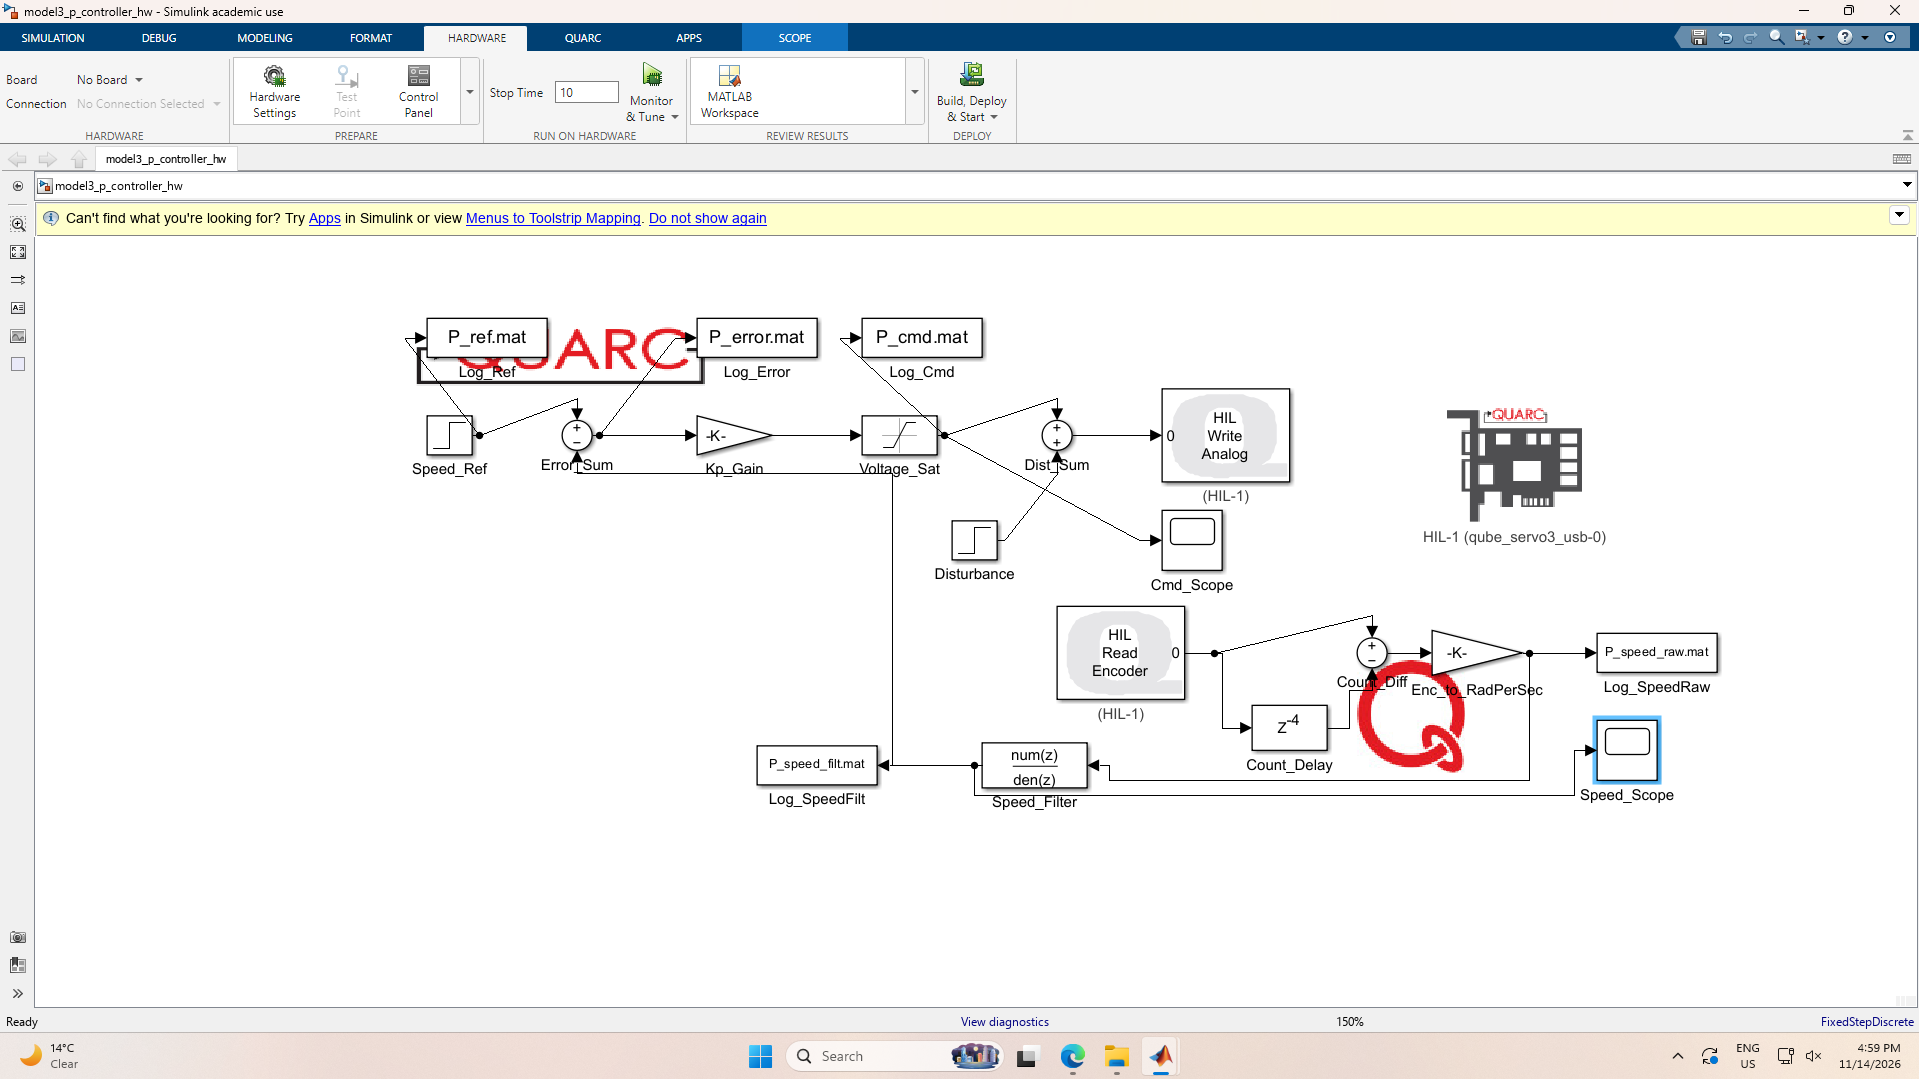 model3_p_controller_hw - Simulink academic use
SIMULATION
DEBUG
MODELING
FORMAT
HARDWARE
QUARC
APPS
SCOPE
Board
No Board
Connection
No Connection Selected
Hardware
Settings
Test
Point
Control
Panel
Stop Time
10
Monitor
& Tune
MATLAB
Workspace
Build, Deploy
& Start
HARDWARE
PREPARE
RUN ON HARDWARE
REVIEW RESULTS
DEPLOY
model3_p_controller_hw
model3_p_controller_hw
Can't find what you're looking for? Try Apps in Simulink or view Menus to Toolstrip Mapping. Do not show again
P_ref.mat
Log_Ref
QUARC
P_error.mat
Log_Error
P_cmd.mat
Log_Cmd
Speed_Ref
Error_Sum
-K-
Kp_Gain
Voltage_Sat
Dist_Sum
0
HIL
Write
Analog
(HIL-1)
QUARC
HIL-1 (qube_servo3_usb-0)
Disturbance
Cmd_Scope
HIL
Read
Encoder
0
(HIL-1)
Count_Diff
-K-
Enc_to_RadPerSec
P_speed_raw.mat
Log_SpeedRaw
Z-4
Count_Delay
P_speed_filt.mat
Log_SpeedFilt
num(z)
den(z)
Speed_Filter
Speed_Scope
Ready
View diagnostics
150%
FixedStepDiscrete
14°C
Clear
Search
ENG
US
4:59 PM
11/14/2026